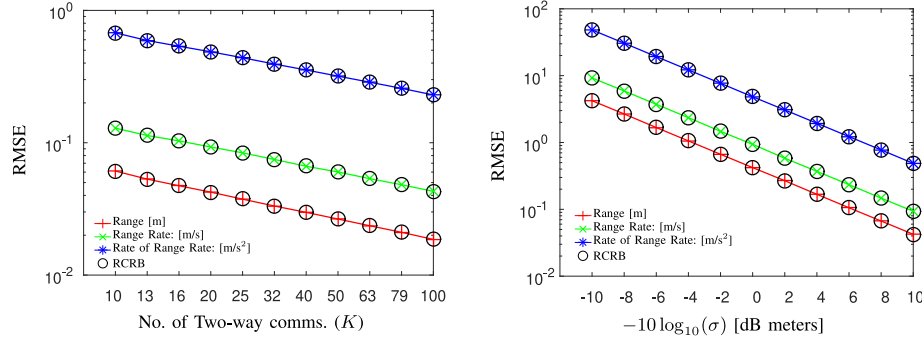 10^0
10^-1
10^-2
RMSE
Range [m]
Range Rate: [m/s]
Rate of Range Rate: [m/s^2]
RCRB
10 13 16 20 25 32 40 50 63 79 100
No. of Two-way comms. (K)
10^2
10^1
10^0
10^-1
10^-2
RMSE
Range [m]
Range Rate: [m/s]
Rate of Range Rate: [m/s^2]
RCRB
-10 -8 -6 -4 -2 0 2 4 6 8 10
−10 log_10(σ) [dB meters]